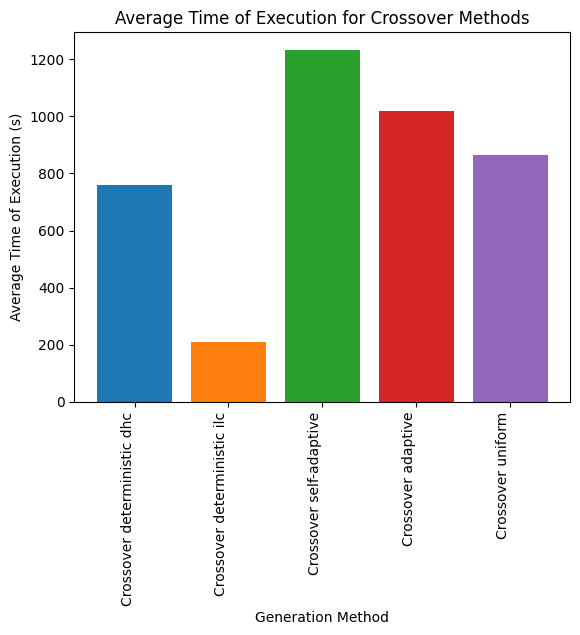 Average Time of Execution for Crossover Methods
Average Time of Execution (s)
1200
1000
800
600
400
200
0
Crossover deterministic dhc
Crossover deterministic ilc
Crossover self-adaptive
Crossover adaptive
Crossover uniform
Generation Method